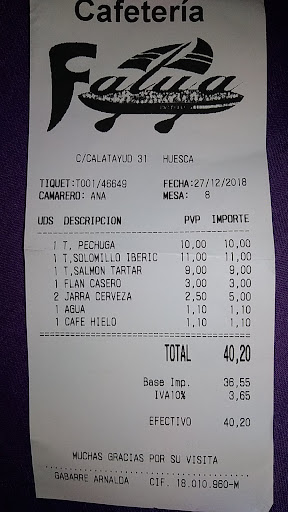 Cafetería
Fatua
C/CALATAYUD 31 HUESCA
TIQUET:T001/46649 FECHA:27/12/2018
CAMARERO: ANA MESA: 8
UDS DESCRIPCION PVP IMPORTE
1 T, PECHUGA 10,00 10,00
1 T,SOLOMILLO IBERIC 11,00 11,00
1 T,SALMON TARTAR 9,00 9,00
1 FLAN CASERO 3,00 3,00
2 JARRA CERVEZA 2,50 5,00
1 AGUA 1,10 1,10
1 CAFE HIELO 1,10 1,10
TOTAL 40,20
Base Imp. 36,55
IVA10% 3,65
EFECTIVO 40,20
MUCHAS GRACIAS POR SU VISITA
GABARRE ARNALDA CIF. 18.010.960-M